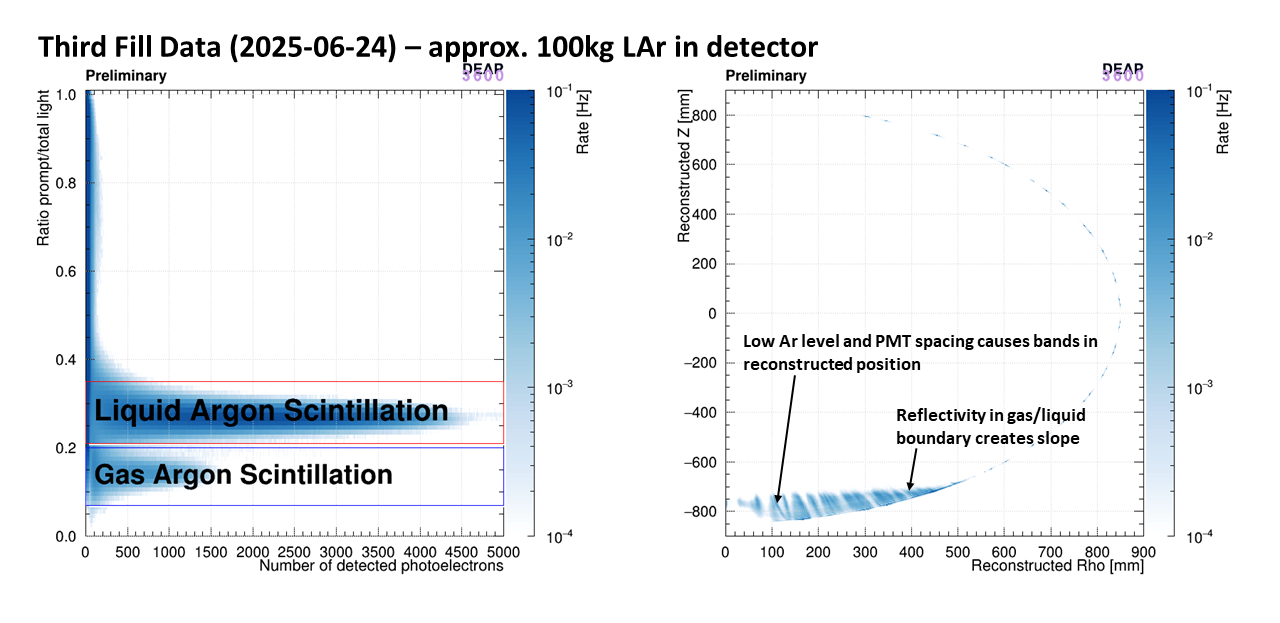 Third Fill Data (2025-06-24) – approx. 100kg LAr in detector
Preliminary
DEAP
3600
Ratio prompt/total light
1.0
0.8
0.6
0.4
0.2
0.0
Liquid Argon Scintillation
Gas Argon Scintillation
0 500 1000 1500 2000 2500 3000 3500 4000 4500 5000
Number of detected photoelectrons
Rate [Hz]
10⁻¹
10⁻²
10⁻³
10⁻⁴
Preliminary
DEAP
3600
Reconstructed Z [mm]
800
600
400
200
0
−200
−400
−600
−800
Low Ar level and PMT spacing causes bands in
reconstructed position
Reflectivity in gas/liquid
boundary creates slope
0 100 200 300 400 500 600 700 800 900
Reconstructed Rho [mm]
Rate [Hz]
10⁻¹
10⁻²
10⁻³
10⁻⁴